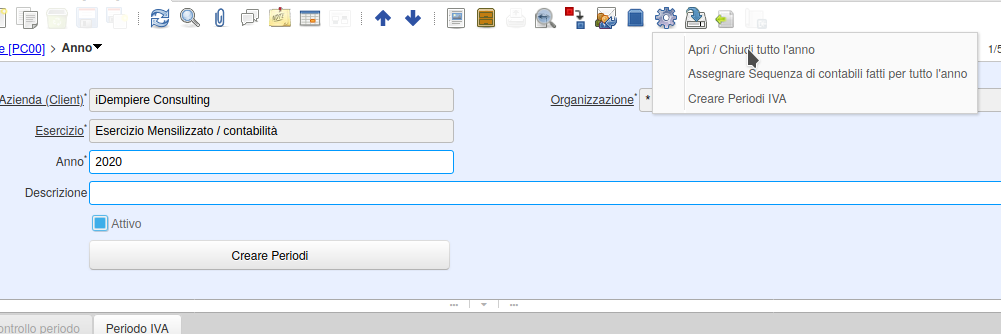 e [PC00] > Anno
1/5
Apri / Chiudi tutto l'anno
Assegnare Sequenza di contabili fatti per tutto l'anno
Creare Periodi IVA
Azienda (Client)* iDempiere Consulting Organizzazione* *
Esercizio* Esercizio Mensilizzato / contabilità
Anno* 2020
Descrizione
Attivo
Creare Periodi
ontrollo periodo Periodo IVA